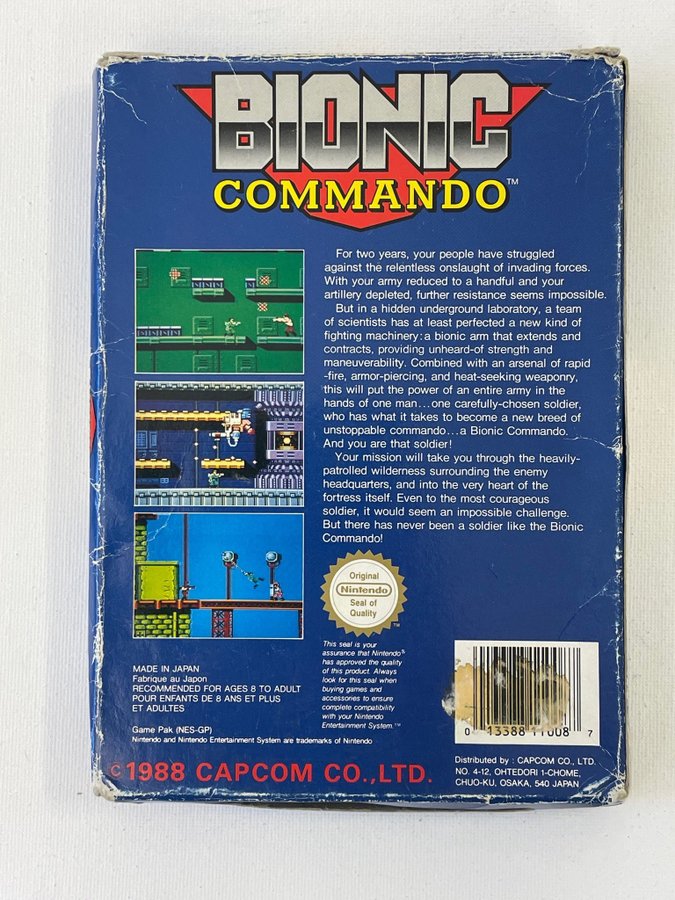 BIONIC
COMMANDO™
For two years, your people have struggled
against the relentless onslaught of invading forces.
With your army reduced to a handful and your
artillery depleted, further resistance seems impossible.
But in a hidden underground laboratory, a team
of scientists has at least perfected a new kind of
fighting machinery: a bionic arm that extends and
contracts, providing unheard-of strength and
maneuverability. Combined with an arsenal of rapid
-fire, armor-piercing, and heat-seeking weaponry,
this will put the power of an entire army in the
hands of one man...one carefully-chosen soldier,
who has what it takes to become a new breed of
unstoppable commando...a Bionic Commando.
And you are that soldier!
Your mission will take you through the heavily-
patrolled wilderness surrounding the enemy
headquarters, and into the very heart of the
fortress itself. Even to the most courageous
soldier, it would seem an impossible challenge.
But there has never been a soldier like the Bionic
Commando!
Original
Nintendo
Seal of
Quality
™
This seal is your
assurance that Nintendo®
has approved the quality
of this product. Always
look for this seal when
buying games and
accessories to ensure
complete compatibility
with your Nintendo
Entertainment System.™
MADE IN JAPAN
Fabrique au Japon
RECOMMENDED FOR AGES 8 TO ADULT
POUR ENFANTS DE 8 ANS ET PLUS
ET ADULTES
Game Pak (NES-GP)
Nintendo and Nintendo Entertainment System are trademarks of Nintendo
© 1988 CAPCOM CO.,LTD.
0 13388 11008 7
Distributed by : CAPCOM CO., LTD.
NO. 4-12, OHTEDORI 1-CHOME,
CHUO-KU, OSAKA, 540 JAPAN